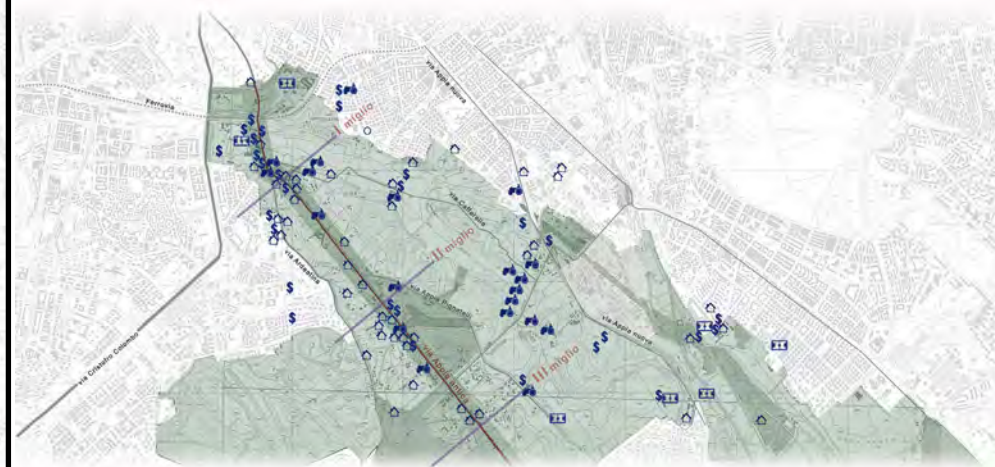 via Appia nuova
Ferrovia
I miglio
via Caffarella
II miglio
via Ardeatina
via Appia Pignatelli
via Appia nuova
via Cristoforo Colombo
via Appia antica
III miglio